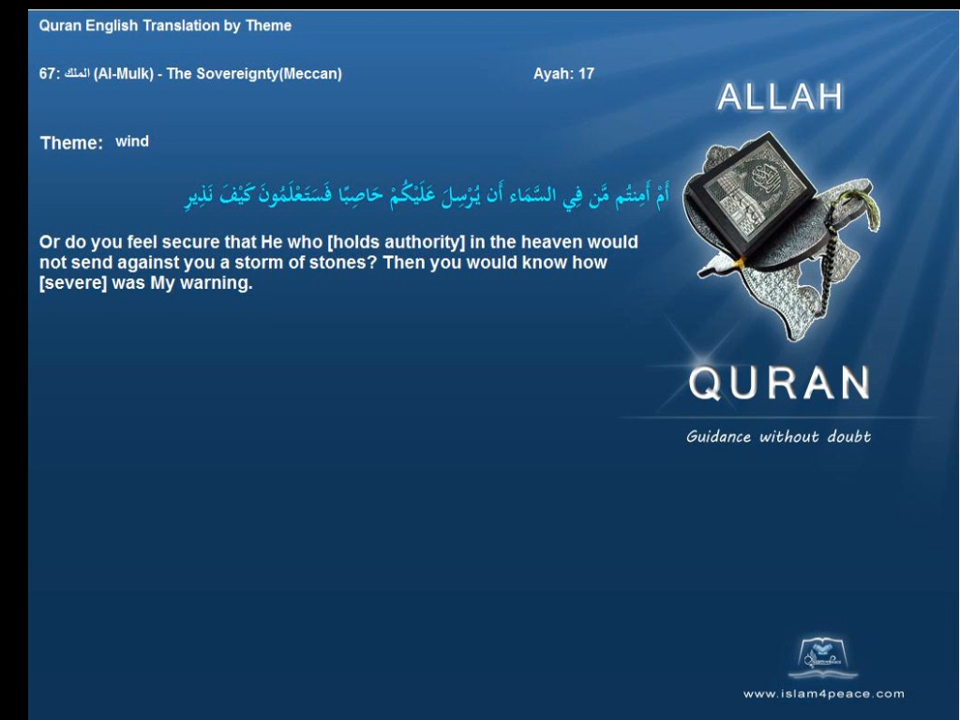 Quran English Translation by Theme
67: الملك (Al-Mulk) - The Sovereignty(Meccan) Ayah: 17
ALLAH
Theme: wind
أَمْ أَمِنتُم مَّن فِي السَّمَاء أَن يُرْسِلَ عَلَيْكُمْ حَاصِبًا فَسَتَعْلَمُونَ كَيْفَ نَذِيرِ
Or do you feel secure that He who [holds authority] in the heaven would
not send against you a storm of stones? Then you would know how
[severe] was My warning.
QURAN
Guidance without doubt
www.islam4peace.com